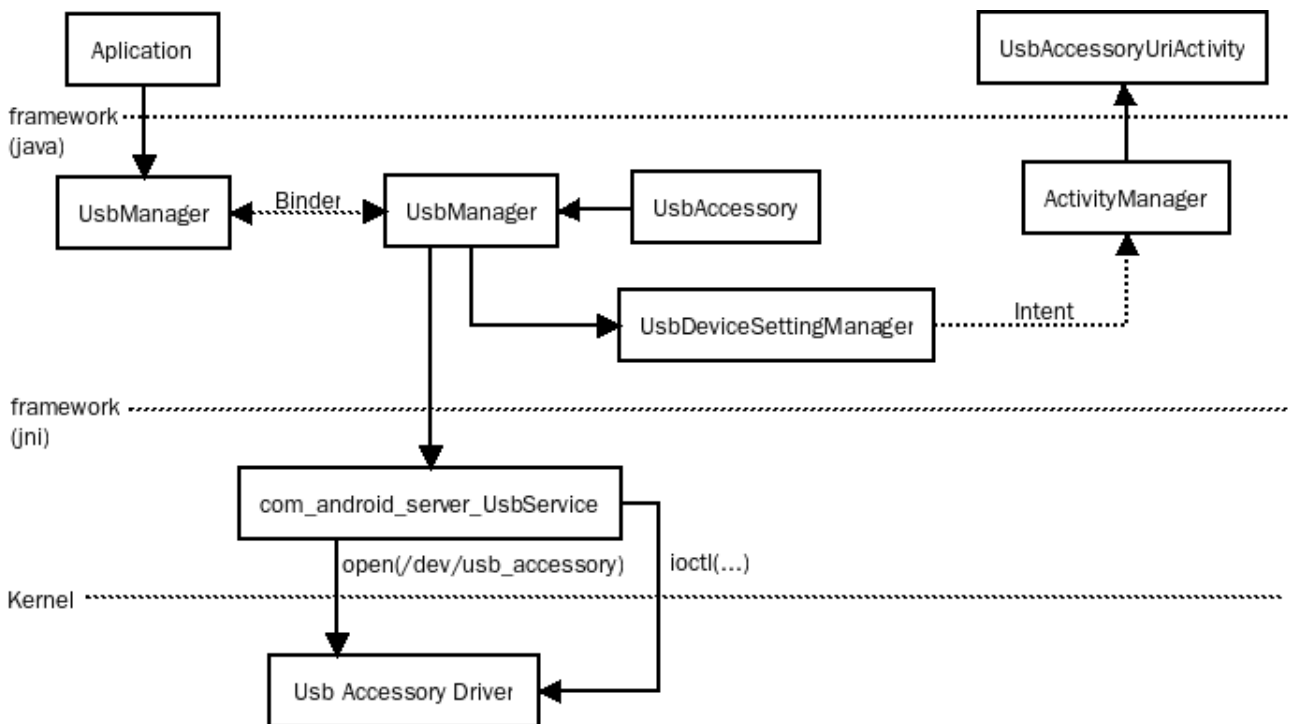 Aplication
UsbAccessoryUriActivity
framework
(java)
UsbManager
Binder
UsbManager
UsbAccessory
ActivityManager
UsbDeviceSettingManager
Intent
framework
(jni)
com_android_server_UsbService
open(/dev/usb_accessory)
ioctl(...)
Kernel
Usb Accessory Driver